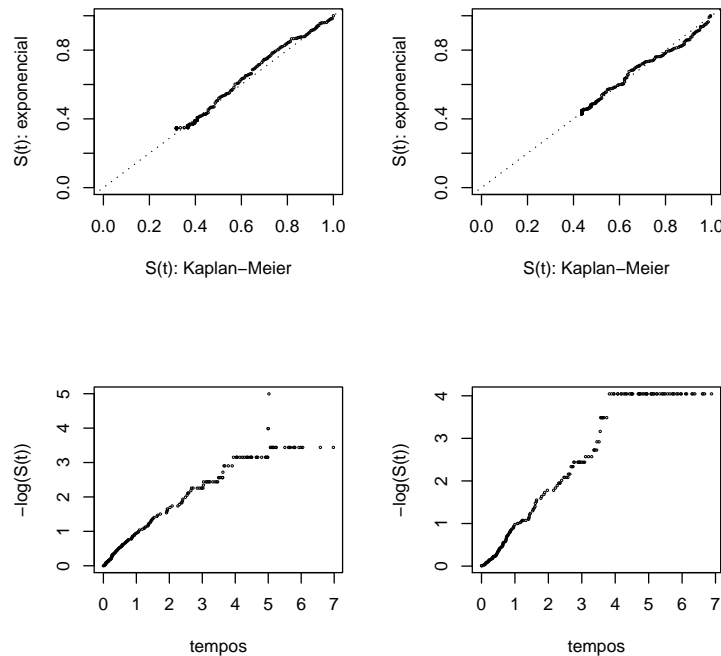 S(t): exponencial
0.0 0.4 0.8
0.0 0.2 0.4 0.6 0.8 1.0
S(t): Kaplan−Meier
S(t): exponencial
0.0 0.4 0.8
0.0 0.2 0.4 0.6 0.8 1.0
S(t): Kaplan−Meier
−log(S(t))
0 1 2 3 4 5
0 1 2 3 4 5 6 7
tempos
−log(S(t))
0 1 2 3 4
0 1 2 3 4 5 6 7
tempos